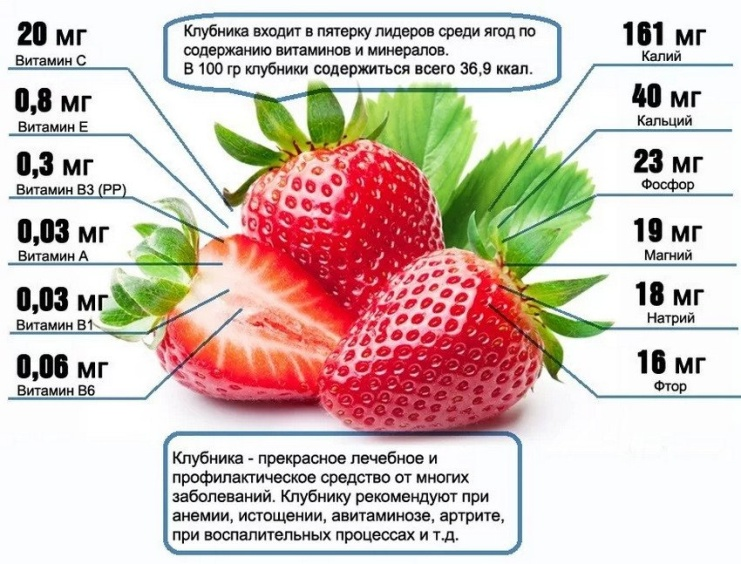 Клубника входит в пятерку лидеров среди ягод по
содержанию витаминов и минералов.
В 100 гр клубники содержиться всего 36,9 ккал.
20 мг
Витамин С
0,8 мг
Витамин Е
0,3 мг
Витамин В3 (РР)
0,03 мг
Витамин А
0,03 мг
Витамин В1
0,06 мг
Витамин В6
161 мг
Калий
40 мг
Кальций
23 мг
Фосфор
19 мг
Магний
18 мг
Натрий
16 мг
Фтор
Клубника - прекрасное лечебное и
профилактическое средство от многих
заболеваний. Клубнику рекомендуют при
анемии, истощении, авитаминозе, артрите,
при воспалительных процессах и т.д.